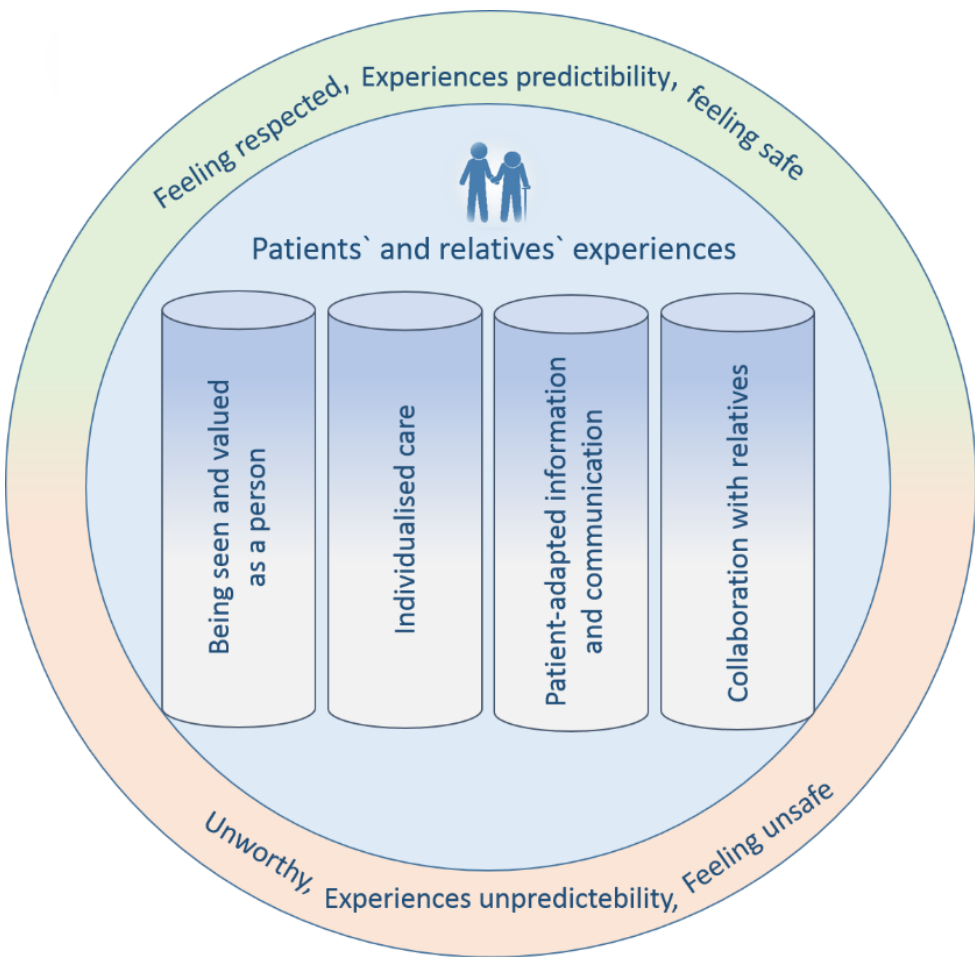 Feeling respected, Experiences predictibility, feeling safe
Patients` and relatives` experiences
Being seen and valued
as a person
Individualised care
Patient-adapted information
and communication
Collaboration with relatives
Unworthy, Experiences unpredictebility, Feeling unsafe